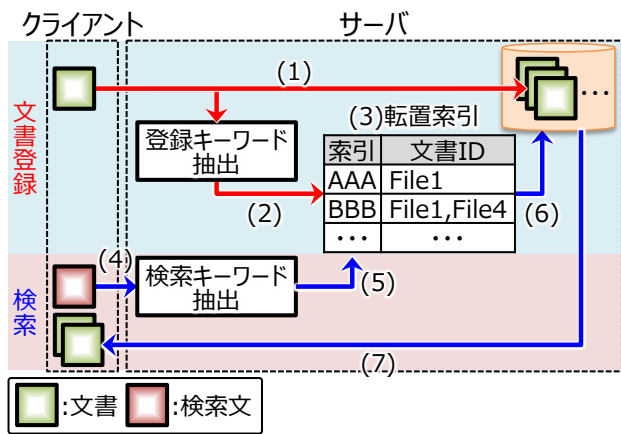 クライアント
サーバ
(1)
文書登録
登録キーワード
抽出
(2)
(3)転置索引
索引 文書ID
AAA File1
BBB File1,File4
・・・ ・・・
・・・
(6)
検索
(4)
検索キーワード
抽出
(5)
(7)
:文書 :検索文